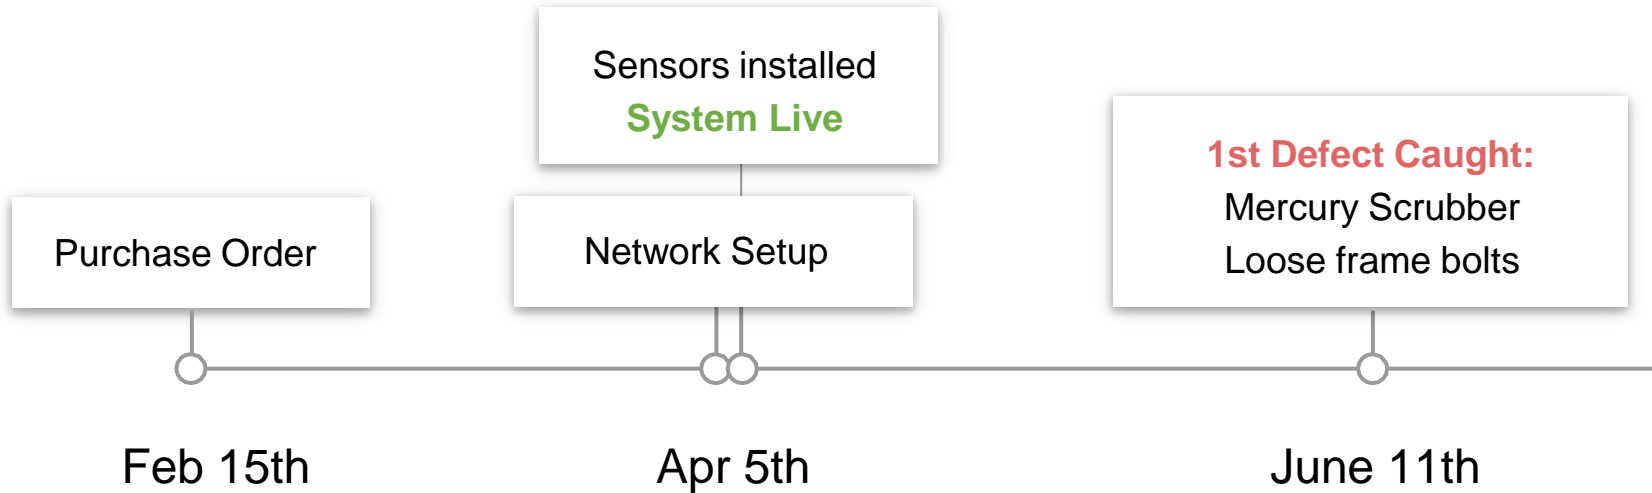 Sensors installed
System Live
Purchase Order
Network Setup
1st Defect Caught:
Mercury Scrubber
Loose frame bolts
Feb 15th
Apr 5th
June 11th